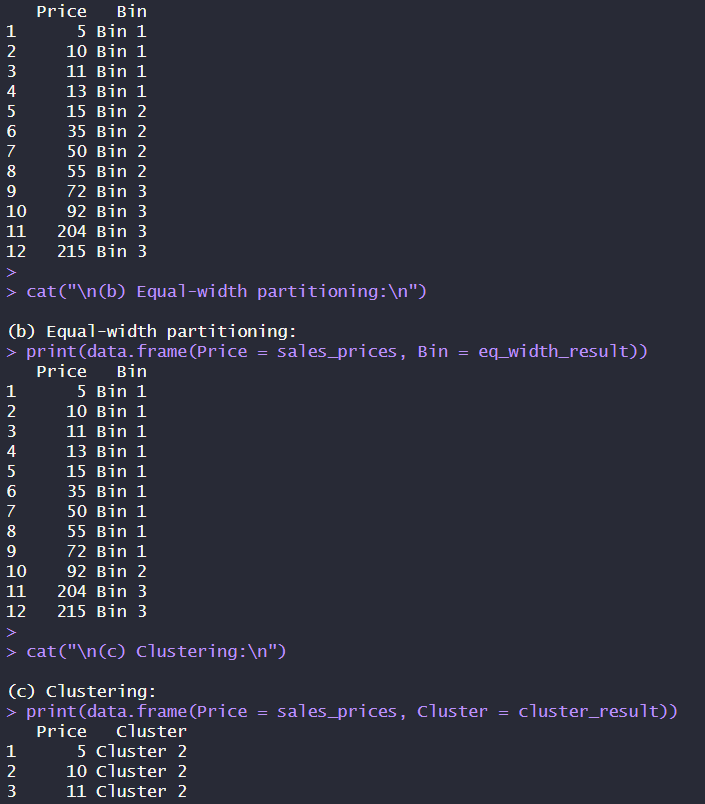 Price   Bin
1      5 Bin 1
2     10 Bin 1
3     11 Bin 1
4     13 Bin 1
5     15 Bin 2
6     35 Bin 2
7     50 Bin 2
8     55 Bin 2
9     72 Bin 3
10    92 Bin 3
11   204 Bin 3
12   215 Bin 3
>
> cat("\n(b) Equal-width partitioning:\n")
(b) Equal-width partitioning:
> print(data.frame(Price = sales_prices, Bin = eq_width_result))
   Price   Bin
1      5 Bin 1
2     10 Bin 1
3     11 Bin 1
4     13 Bin 1
5     15 Bin 1
6     35 Bin 1
7     50 Bin 1
8     55 Bin 1
9     72 Bin 1
10    92 Bin 2
11   204 Bin 3
12   215 Bin 3
>
> cat("\n(c) Clustering:\n")
(c) Clustering:
> print(data.frame(Price = sales_prices, Cluster = cluster_result))
   Price   Cluster
1      5 Cluster 2
2     10 Cluster 2
3     11 Cluster 2